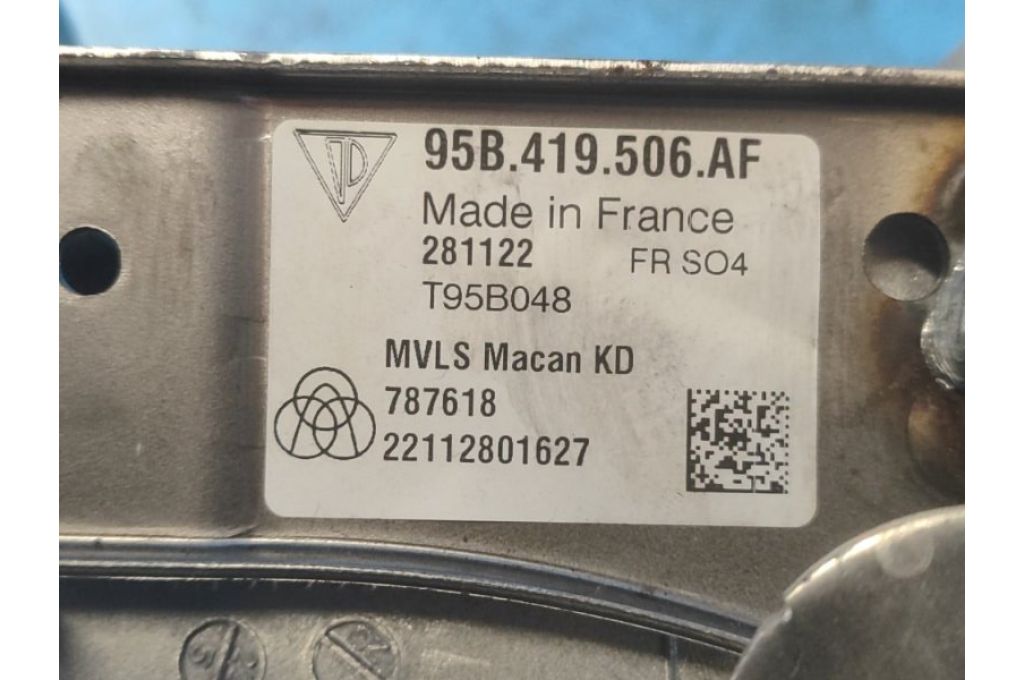 95B.419.506.AF
Made in France
281122 FR SO4
T95B048
MVLS Macan KD
787618
22112801627